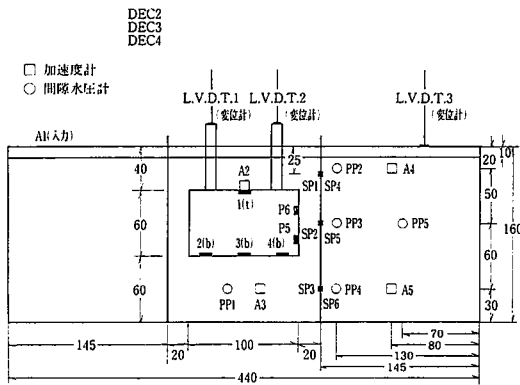 DEC2
DEC3
DEC4
□ 加速度計
○ 間隙水圧計
L.V.D.T.1 L.V.D.T.2 L.V.D.T.3
(変位計) (変位計) (変位計)
A1(入力)
10
20
25
40
A2
SP1 SP4
PP2 A4
50
1(t)
P6
60
SP2 SP5
PP3 PP5
160
P5
2(b) 3(b) 4(b)
60
60
PP1 A3
SP3 SP6
PP4 A5
30
70
80
145 20 100 20
130
145
440